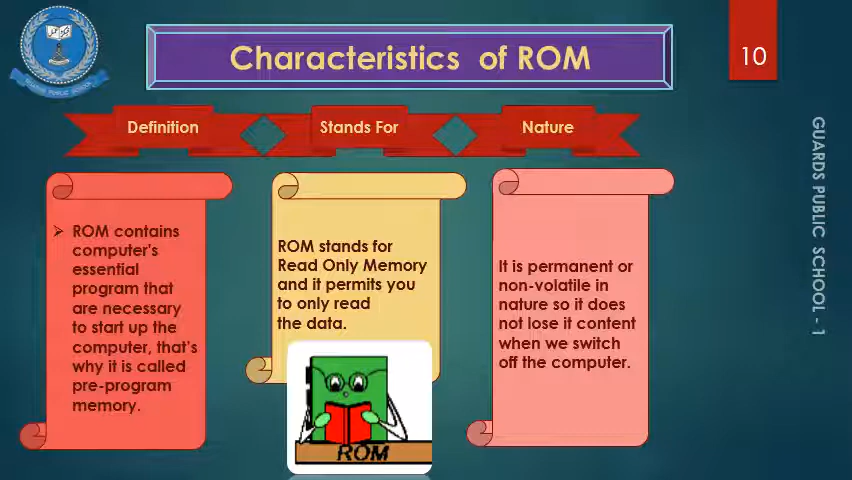 Characteristics of ROM
10
Definition
Stands For
Nature
➢ ROM contains
computer's
essential
program that
are necessary
to start up the
computer, that's
why it is called
pre-program
memory.
ROM stands for
Read Only Memory
and it permits you
to only read
the data.
ROM
It is permanent or
non-volatile in
nature so it does
not lose it content
when we switch
off the computer.
GUARDS PUBLIC SCHOOL - 1